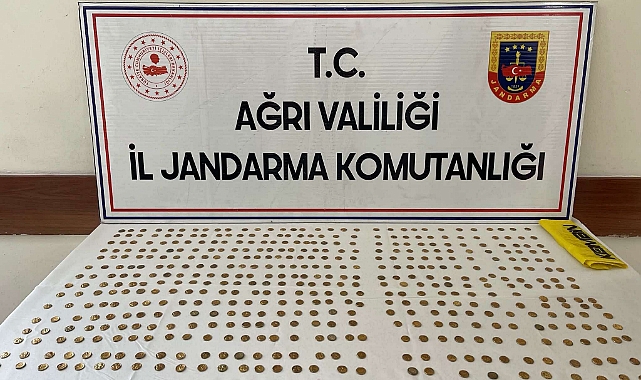 T.C.
AĞRI VALİLİĞİ
İL JANDARMA KOMUTANLIĞI
JANDARMA